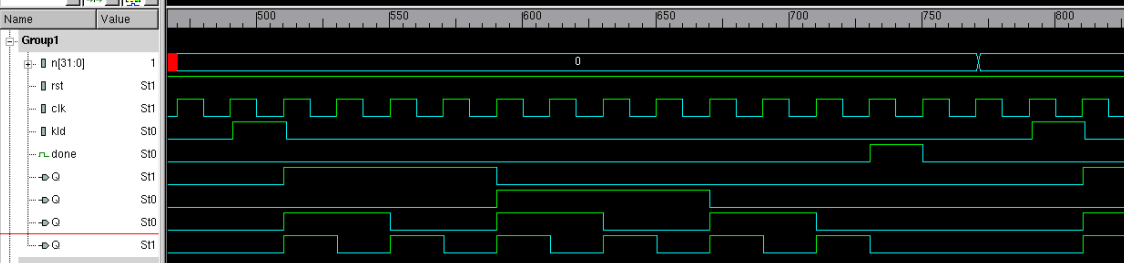 Name Value 500 550 600 650 700 750 800
Group1
n[31:0] 1 0
rst St1
clk St1
kld St0
done St0
Q St1
Q St0
Q St0
Q St1